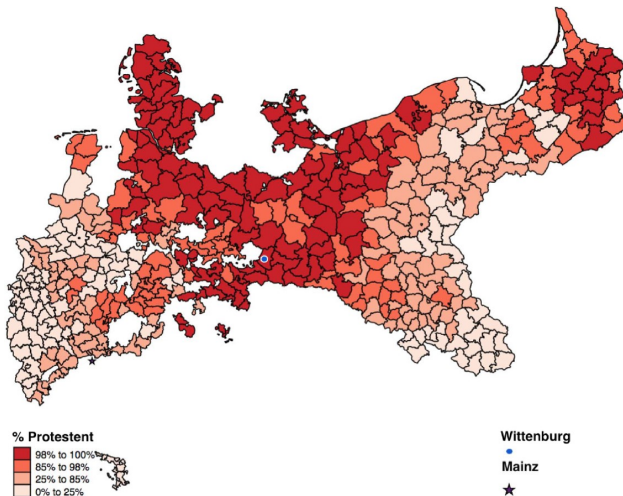 % Protestent
98% to 100%
85% to 98%
25% to 85%
0% to 25%
Wittenburg
Mainz